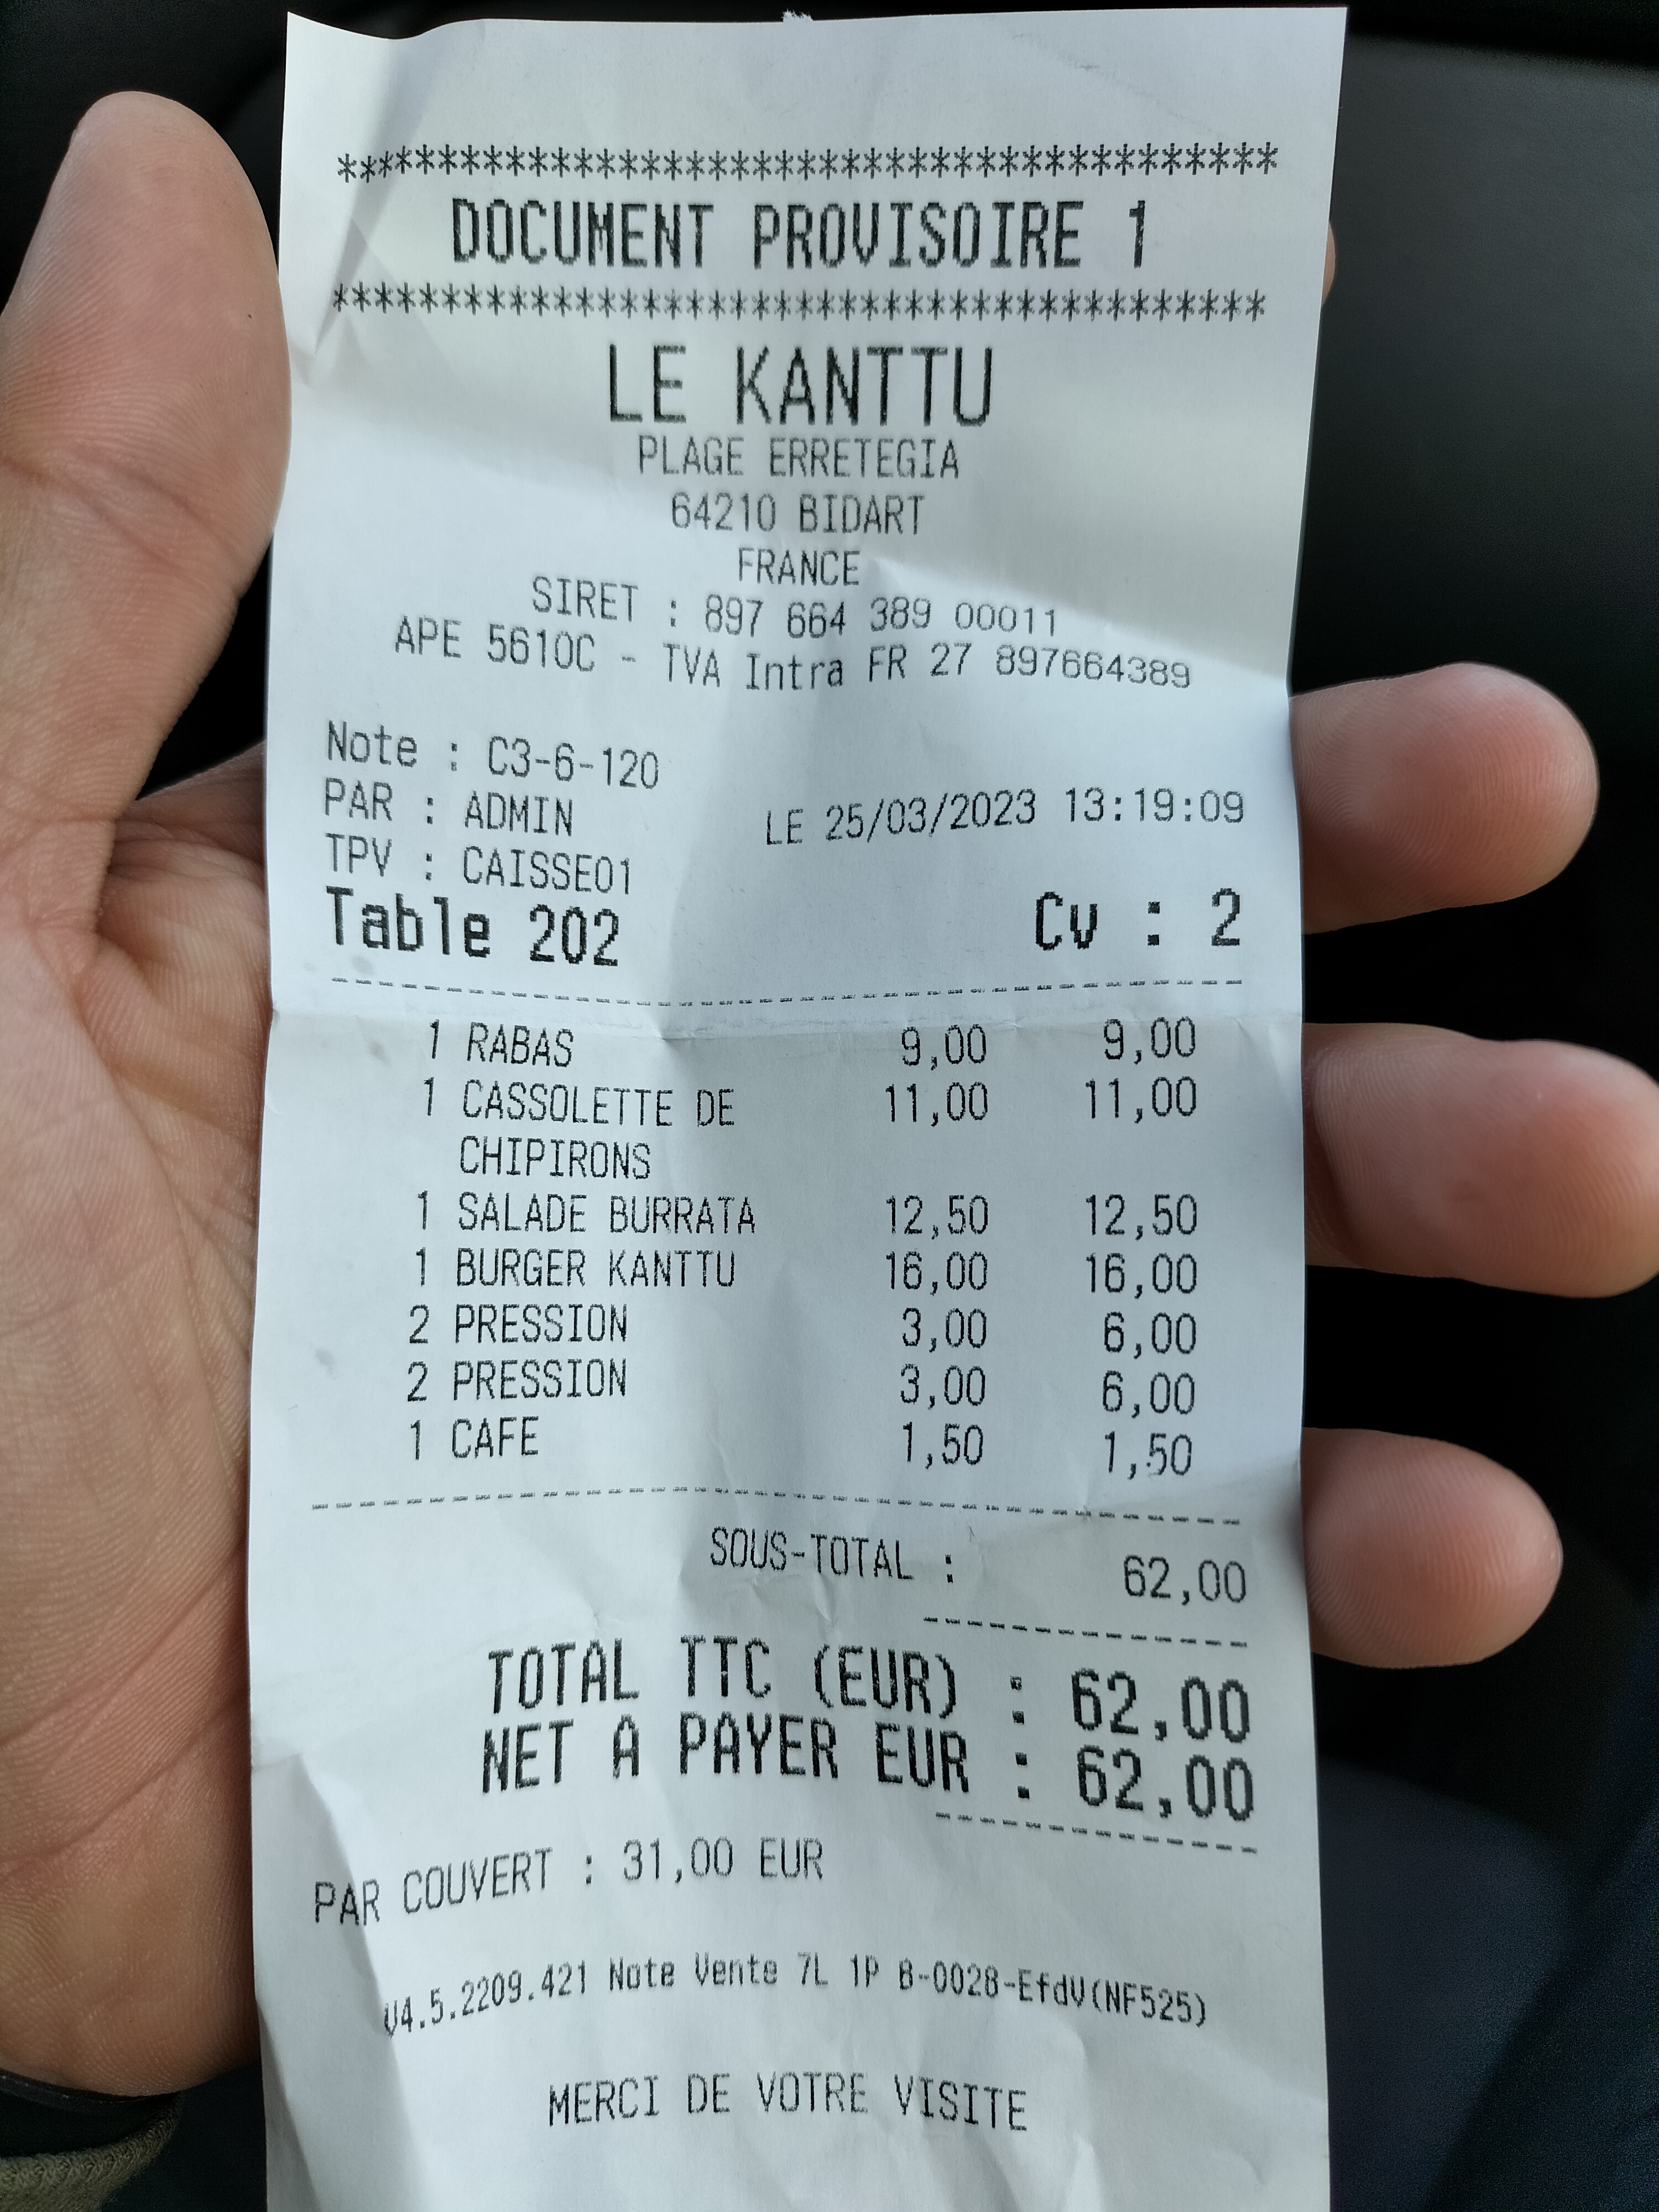 ******************************************
DOCUMENT PROVISOIRE 1
******************************************
LE KANTTU
PLAGE ERRETEGIA
64210 BIDART
FRANCE
SIRET : 897 664 389 00011
APE 5610C - TVA Intra FR 27 897664389
Note : C3-6-120
PAR : ADMIN LE 25/03/2023 13:19:09
TPV : CAISSE01
Table 202 Cv : 2
1 RABAS 9,00 9,00
1 CASSOLETTE DE 11,00 11,00
CHIPIRONS
1 SALADE BURRATA 12,50 12,50
1 BURGER KANTTU 16,00 16,00
2 PRESSION 3,00 6,00
2 PRESSION 3,00 6,00
1 CAFE 1,50 1,50
SOUS-TOTAL : 62,00
TOTAL TTC (EUR) : 62,00
NET A PAYER EUR : 62,00
PAR COUVERT : 31,00 EUR
V4.5.2209.421 Note Vente 7L 1P B-0028-EfdV(NF525)
MERCI DE VOTRE VISITE